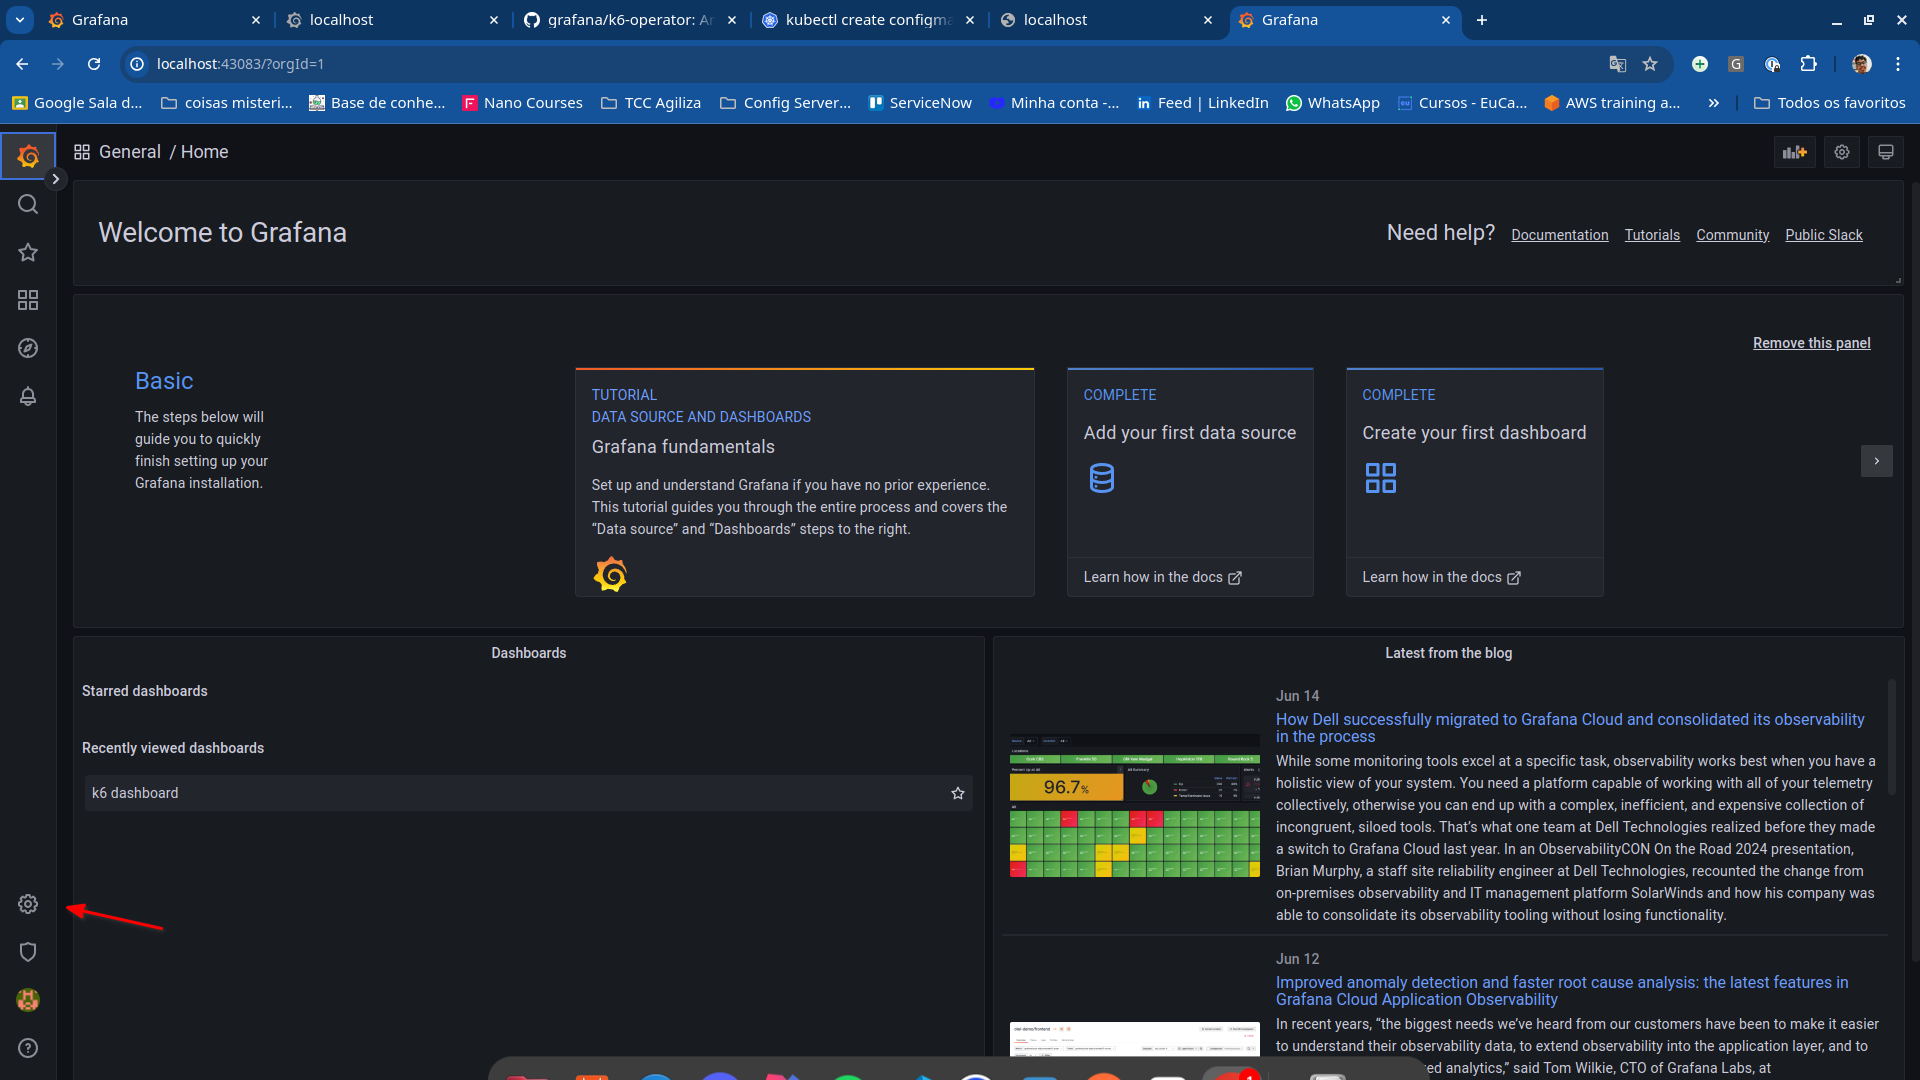 Grafana
localhost
grafana/k6-operator: An
kubectl create configma
localhost
Grafana
localhost:43083/?orgId=1
Google Sala d...
coisas misteri...
Base de conhe...
Nano Courses
TCC Agiliza
Config Server...
ServiceNow
Minha conta -...
Feed | LinkedIn
WhatsApp
Cursos - EuCa...
AWS training a...
Todos os favoritos
General / Home
Welcome to Grafana
Need help?
Documentation
Tutorials
Community
Public Slack
Remove this panel
Basic
The steps below will
guide you to quickly
finish setting up your
Grafana installation.
TUTORIAL
DATA SOURCE AND DASHBOARDS
Grafana fundamentals
Set up and understand Grafana if you have no prior experience.
This tutorial guides you through the entire process and covers the
“Data source” and “Dashboards” steps to the right.
COMPLETE
Add your first data source
Learn how in the docs
COMPLETE
Create your first dashboard
Learn how in the docs
Dashboards
Starred dashboards
Recently viewed dashboards
k6 dashboard
Latest from the blog
96.7%
Jun 14
How Dell successfully migrated to Grafana Cloud and consolidated its observability
in the process
While some monitoring tools excel at a specific task, observability works best when you have a
holistic view of your system. You need a platform capable of working with all of your telemetry
collectively, otherwise you can end up with a complex, inefficient, and expensive collection of
incongruent, siloed tools. That’s what one team at Dell Technologies realized before they made
a switch to Grafana Cloud last year. In an ObservabilityCON On the Road 2024 presentation,
Brian Murphy, a staff site reliability engineer at Dell Technologies, recounted the change from
on-premises observability and IT management platform SolarWinds and how his company was
able to consolidate its observability tooling without losing functionality.
Jun 12
Improved anomaly detection and faster root cause analysis: the latest features in
Grafana Cloud Application Observability
In recent years, “the biggest needs we’ve heard from our customers have been to make it easier
to understand their observability data, to extend observability into the application layer, and to
ed analytics,” said Tom Wilkie, CTO of Grafana Labs, at